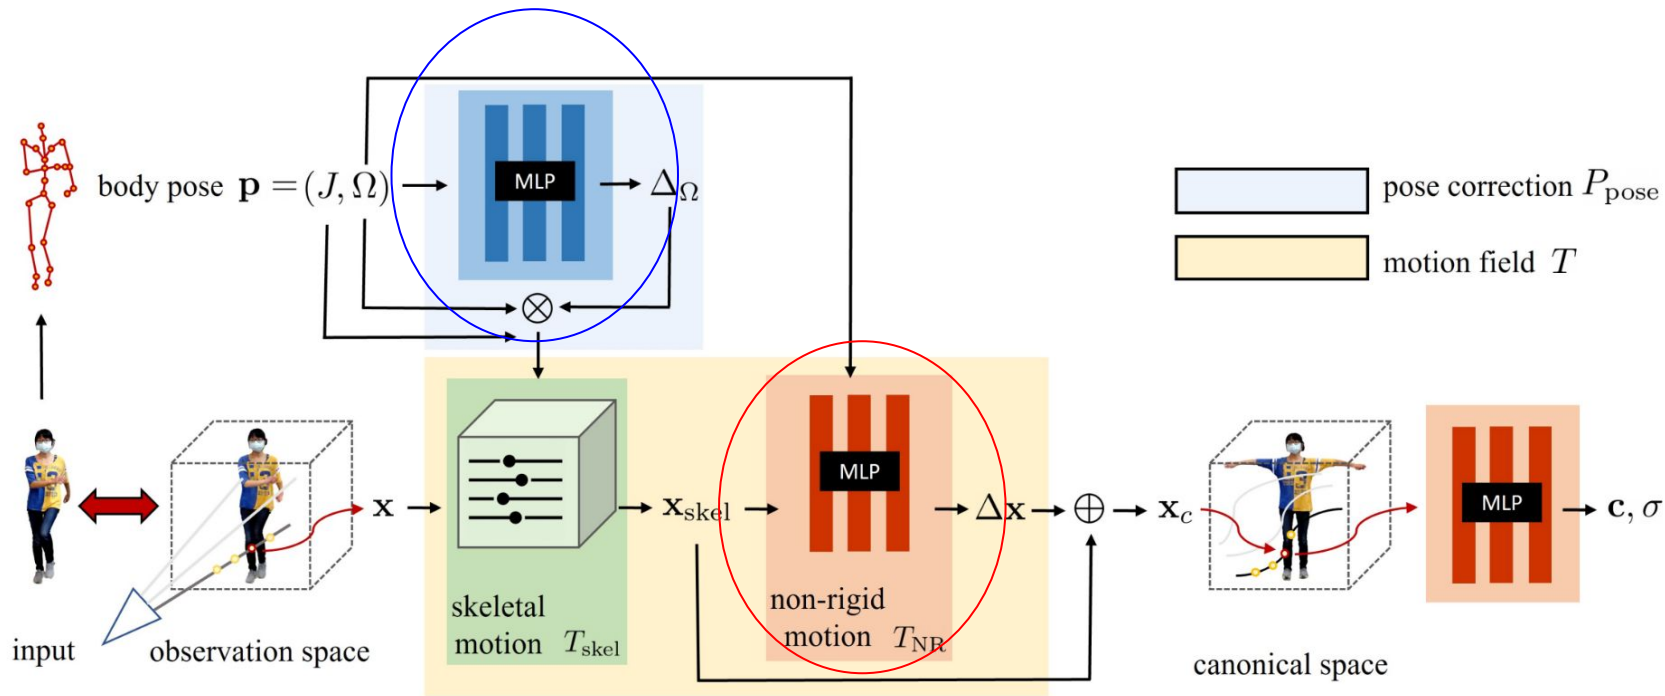 MLP
body pose p = (J, Ω)
Δ_Ω
⊗
pose correction P_pose
motion field T
x
x_skel
MLP
Δx
⊕
x_c
MLP
c, σ
skeletal
motion T_skel
non-rigid
motion T_NR
input
observation space
canonical space